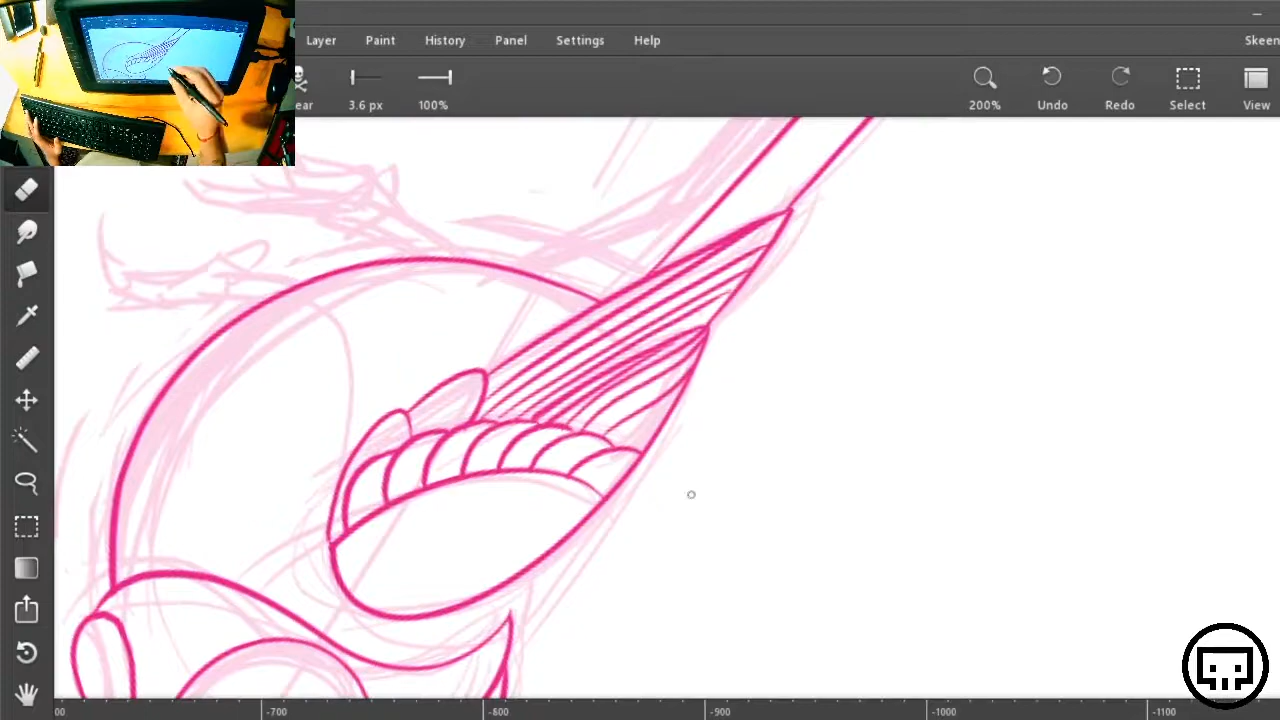 Layer Paint History Panel Settings Help Skeen
ear 3.6 px 100% 200% Undo Redo Select View
00 -700 -800 -900 -1000 -1100